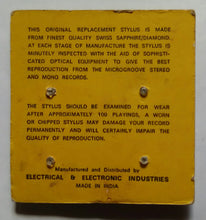 THIS ORIGINAL REPLACEMENT STYLUS IS MADE
FROM FINEST QUALITY SWISS SAPPHIRE/DIAMOND.
AT EACH STAGE OF MANUFACTURE THE STYLUS IS
MINUTELY INSPECTED WITH THE AID OF SOPHISTI-
CATED OPTICAL EQUIPMENT TO GIVE THE BEST
REPRODUCTION FROM THE MICROGROOVE STEREO
AND MONO RECORDS.
THE STYLUS SHOULD BE EXAMINED FOR WEAR
AFTER APPROXIMATELY 100 PLAYINGS, A WORN
OR CHIPPED STYLUS MAY DAMAGE YOUR RECORD
PERMANENTLY AND WILL CERTAINLY IMPAIR THE
QUALITY OF REPRODUCTION.
Manufactured and Distributed by
ELECTRICAL & ELECTRONIC INDUSTRIES
MADE IN INDIA